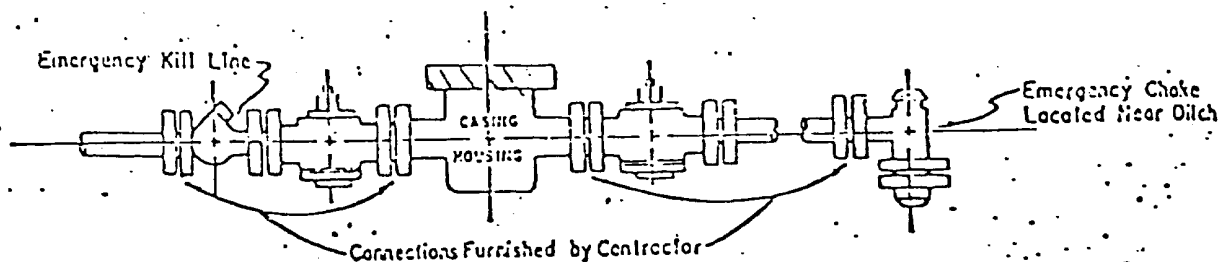 Emergency Kill Line
CASING
HOUSING
Emergency Choke
Located Near Ditch
Connections Furnished by Contractor